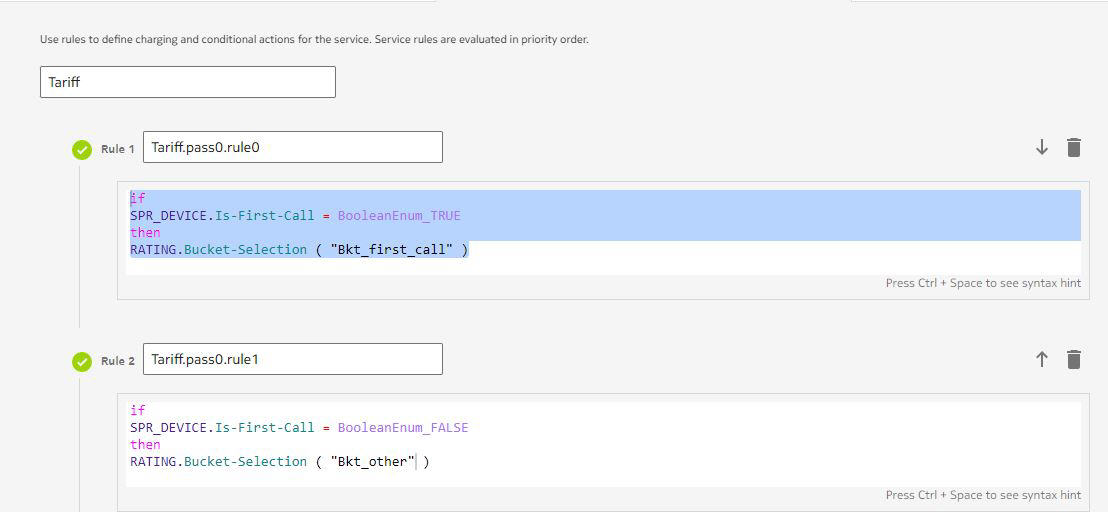 Use rules to define charging and conditional actions for the service. Service rules are evaluated in priority order.
Tariff
Rule 1 Tariff.pass0.rule0
if
SPR_DEVICE.Is-First-Call = BooleanEnum_TRUE
then
RATING.Bucket-Selection ( "Bkt_first_call" )
Press Ctrl + Space to see syntax hint
Rule 2 Tariff.pass0.rule1
if
SPR_DEVICE.Is-First-Call = BooleanEnum_FALSE
then
RATING.Bucket-Selection ( "Bkt_other" )
Press Ctrl + Space to see syntax hint